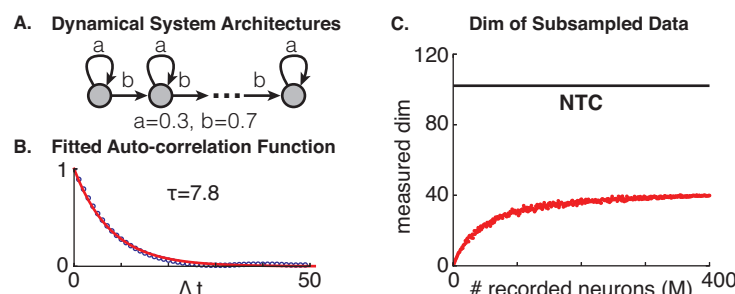 A. Dynamical System Architectures
a a a
b b b
a=0.3, b=0.7
B. Fitted Auto-correlation Function
1
τ=7.8
0 50
Δ t
C. Dim of Subsampled Data
120
NTC
80
measured dim
40
0
0 400
# recorded neurons (M)